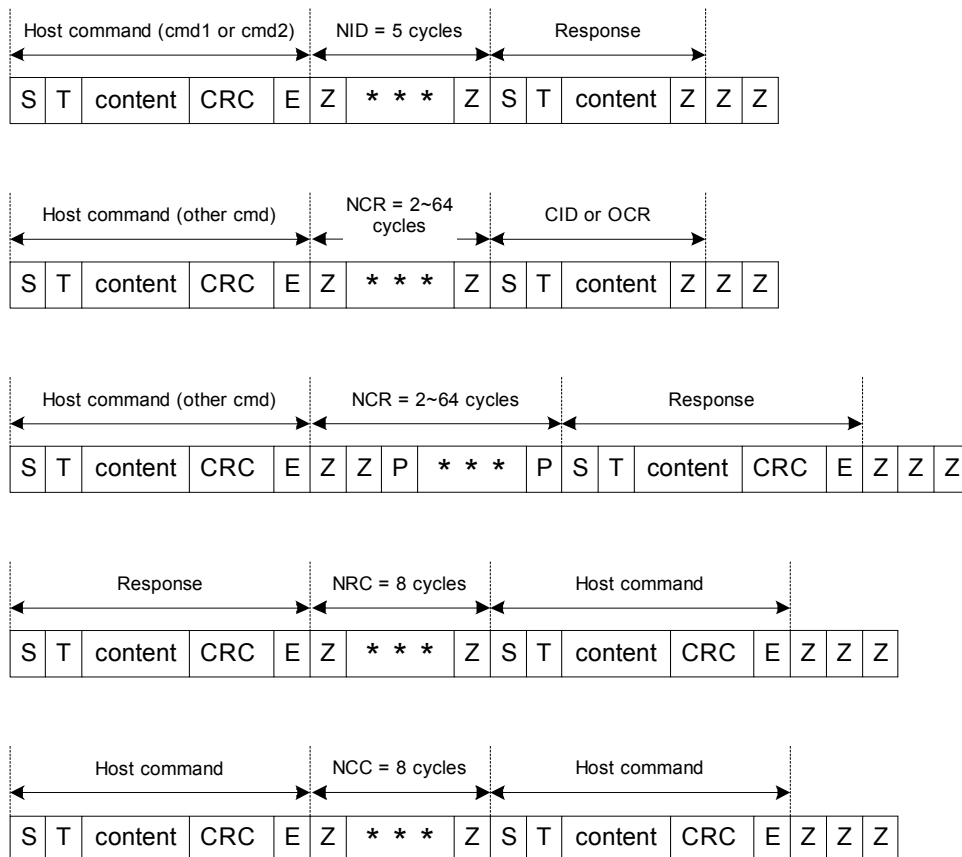 Host command (cmd1 or cmd2) NID = 5 cycles Response
S T content CRC E Z * * * Z S T content Z Z Z
Host command (other cmd) NCR = 2~64 cycles CID or OCR
S T content CRC E Z * * * Z S T content Z Z Z
Host command (other cmd) NCR = 2~64 cycles Response
S T content CRC E Z Z P * * * P S T content CRC E Z Z Z
Response NRC = 8 cycles Host command
S T content CRC E Z * * * Z S T content CRC E Z Z Z
Host command NCC = 8 cycles Host command
S T content CRC E Z * * * Z S T content CRC E Z Z Z